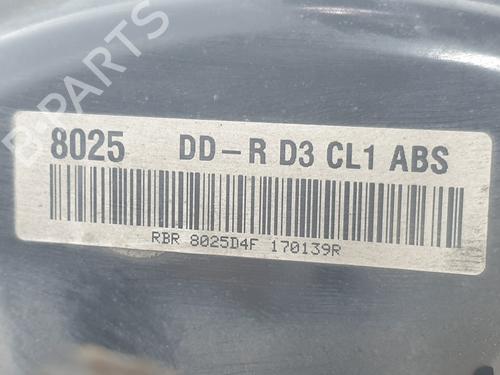 8025 DD-R D3 CL1 ABS
RBR 8025D4F 170139R
B-PARTS